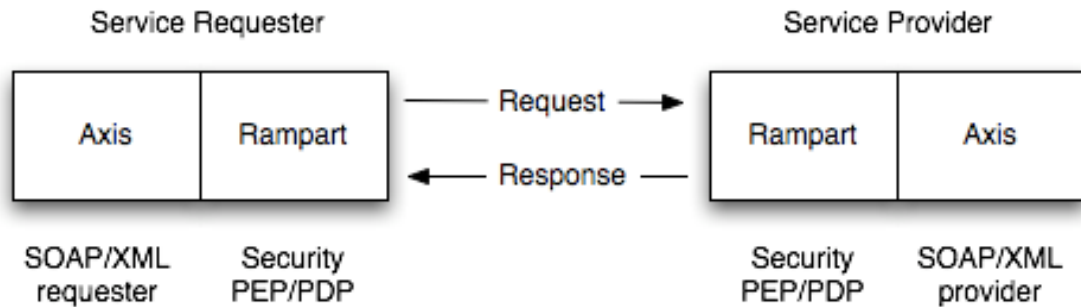 Service Requester
Service Provider
Axis
Rampart
Request
Response
Rampart
Axis
SOAP/XML
requester
Security
PEP/PDP
Security
PEP/PDP
SOAP/XML
provider